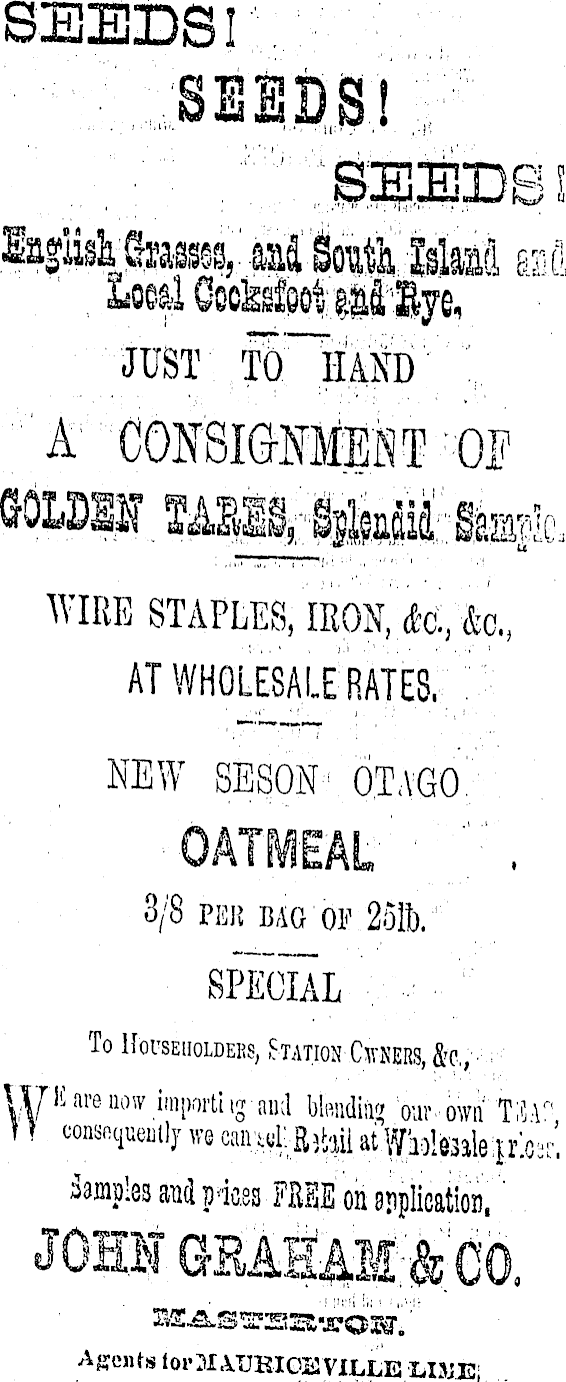 SEEDS!
SEEDS!
SEEDS!
English Grasses, and South Island and
Local Cocksfoot and Rye.
JUST TO HAND
A CONSIGNMENT OF
GOLDEN TARES, Splendid Sample.
WIRE STAPLES, IRON, &c., &c.,
AT WHOLESALE RATES.
NEW SESON OTAGO
OATMEAL
3/8 PER BAG OF 25lb.
SPECIAL
To HOUSEHOLDERS, STATION OWNERS, &c.,
WE are now importing and blending our own TEAS,
consequently we can sell Retail at Wholesale prices.
Samples and prices FREE on application.
JOHN GRAHAM & CO.
MASTERTON.
Agents for MAURICEVILLE LIME;